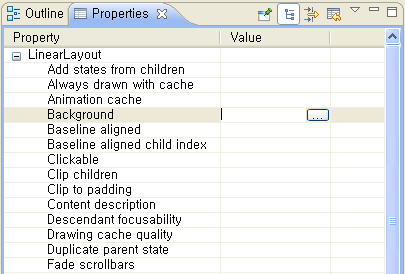 Outline Properties
Property Value
LinearLayout
Add states from children
Always drawn with cache
Animation cache
Background ...
Baseline aligned
Baseline aligned child index
Clickable
Clip children
Clip to padding
Content description
Descendant focusability
Drawing cache quality
Duplicate parent state
Fade scrollbars